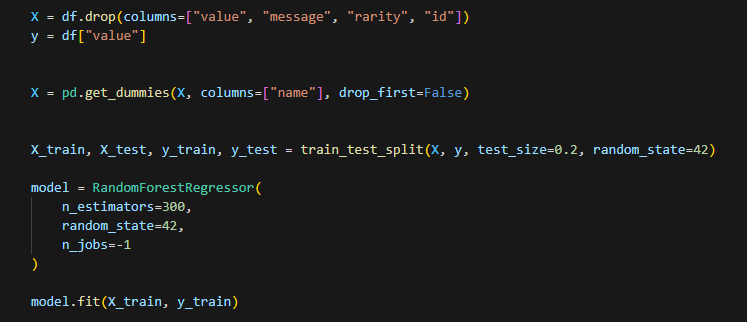 X = df.drop(columns=["value", "message", "rarity", "id"])
y = df["value"]
X = pd.get_dummies(X, columns=["name"], drop_first=False)
X_train, X_test, y_train, y_test = train_test_split(X, y, test_size=0.2, random_state=42)
model = RandomForestRegressor(
    n_estimators=300,
    random_state=42,
    n_jobs=-1
)
model.fit(X_train, y_train)